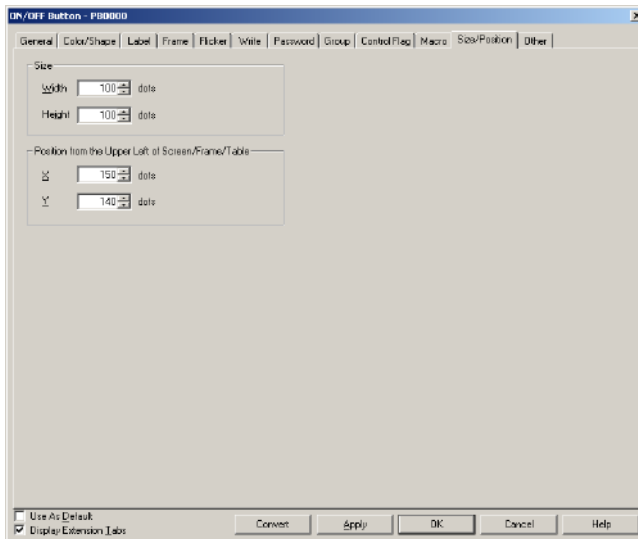 ON/OFF Button - PB0000
General Color/Shape Label Frame Flicker Write Password Group Control Flag Macro Size/Position Other
Size
Width 100 dots
Height 100 dots
Position from the Upper Left of Screen/Frame/Table
X 150 dots
Y 140 dots
Use As Default
Display Extension Tabs
Convert Apply OK Cancel Help